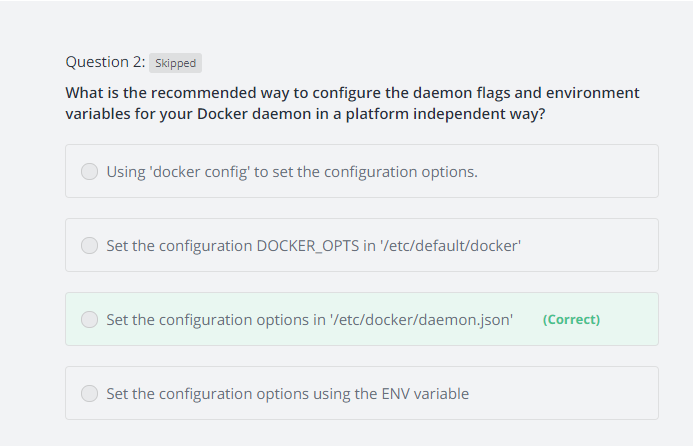 Question 2: Skipped
What is the recommended way to configure the daemon flags and environment
variables for your Docker daemon in a platform independent way?
Using 'docker config' to set the configuration options.
Set the configuration DOCKER_OPTS in '/etc/default/docker'
Set the configuration options in '/etc/docker/daemon.json' (Correct)
Set the configuration options using the ENV variable